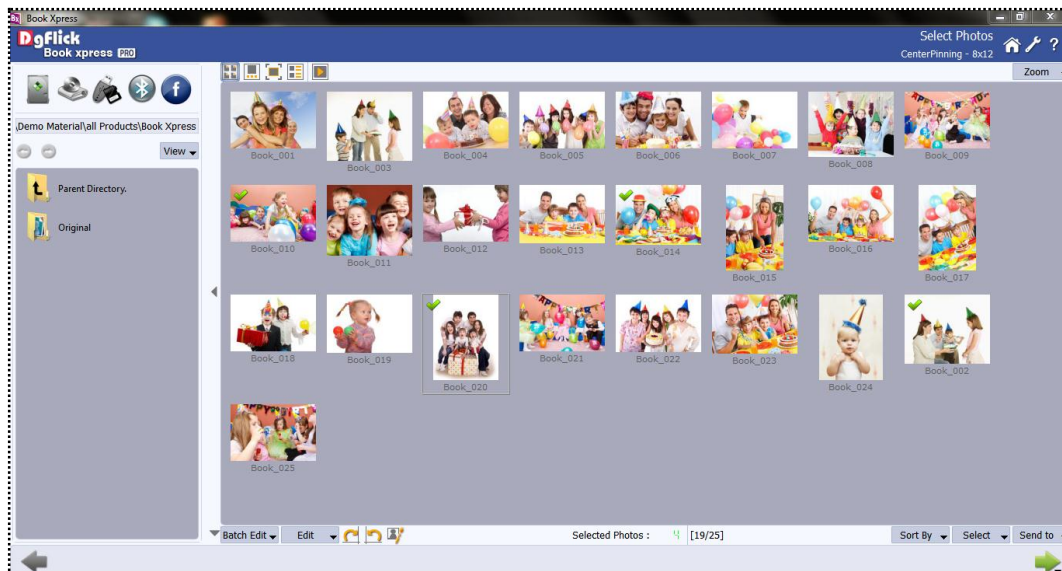 Book Xpress
DgFlick
Book xpress PRO
Select Photos
CenterPinning - 8x12
?
Zoom
\Demo Material\all Products\Book Xpress
View
Parent Directory.
Original
Book_001
Book_003
Book_004
Book_005
Book_006
Book_007
Book_008
Book_009
Book_010
Book_011
Book_012
Book_013
Book_014
Book_015
Book_016
Book_017
Book_018
Book_019
Book_020
Book_021
Book_022
Book_023
Book_024
Book_002
Book_025
Batch Edit
Edit
Selected Photos : 4 [19/25]
Sort By
Select
Send to